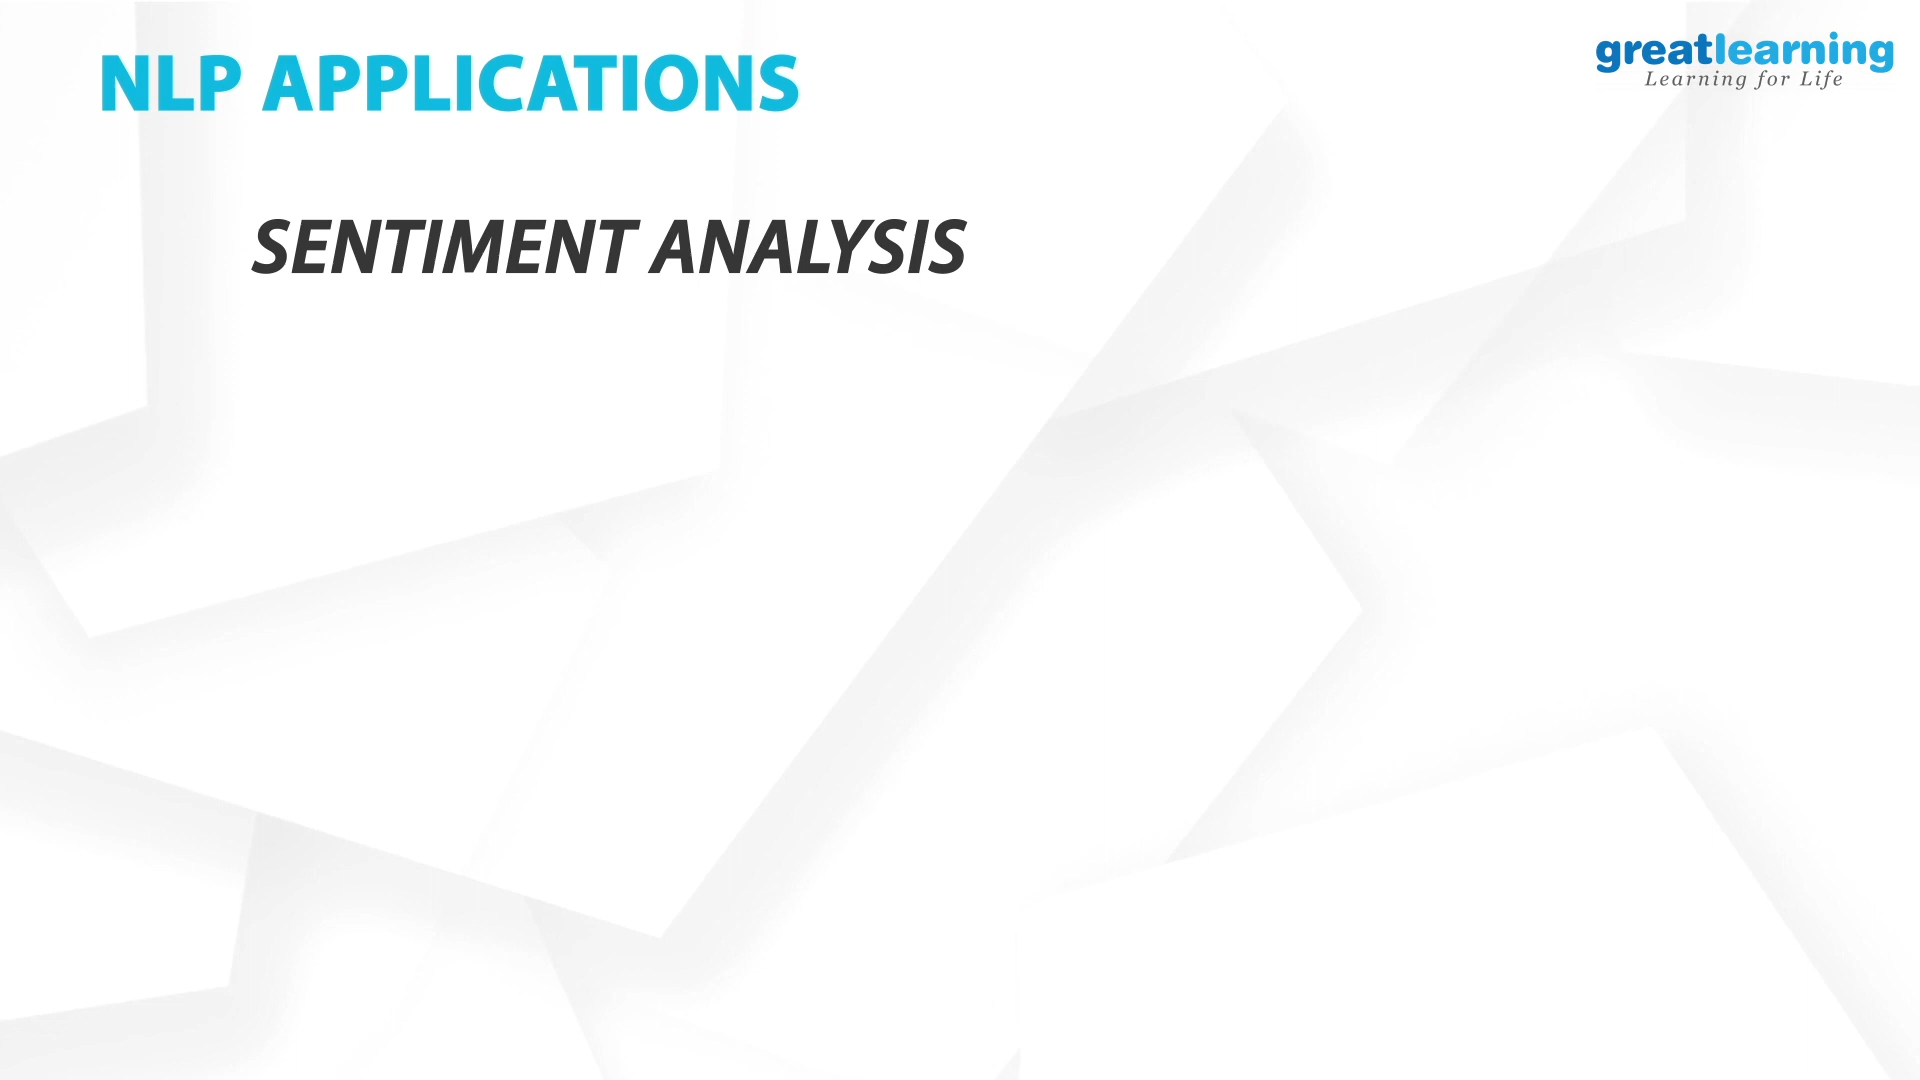 NLP APPLICATIONS
greatlearning
Learning for Life
SENTIMENT ANALYSIS